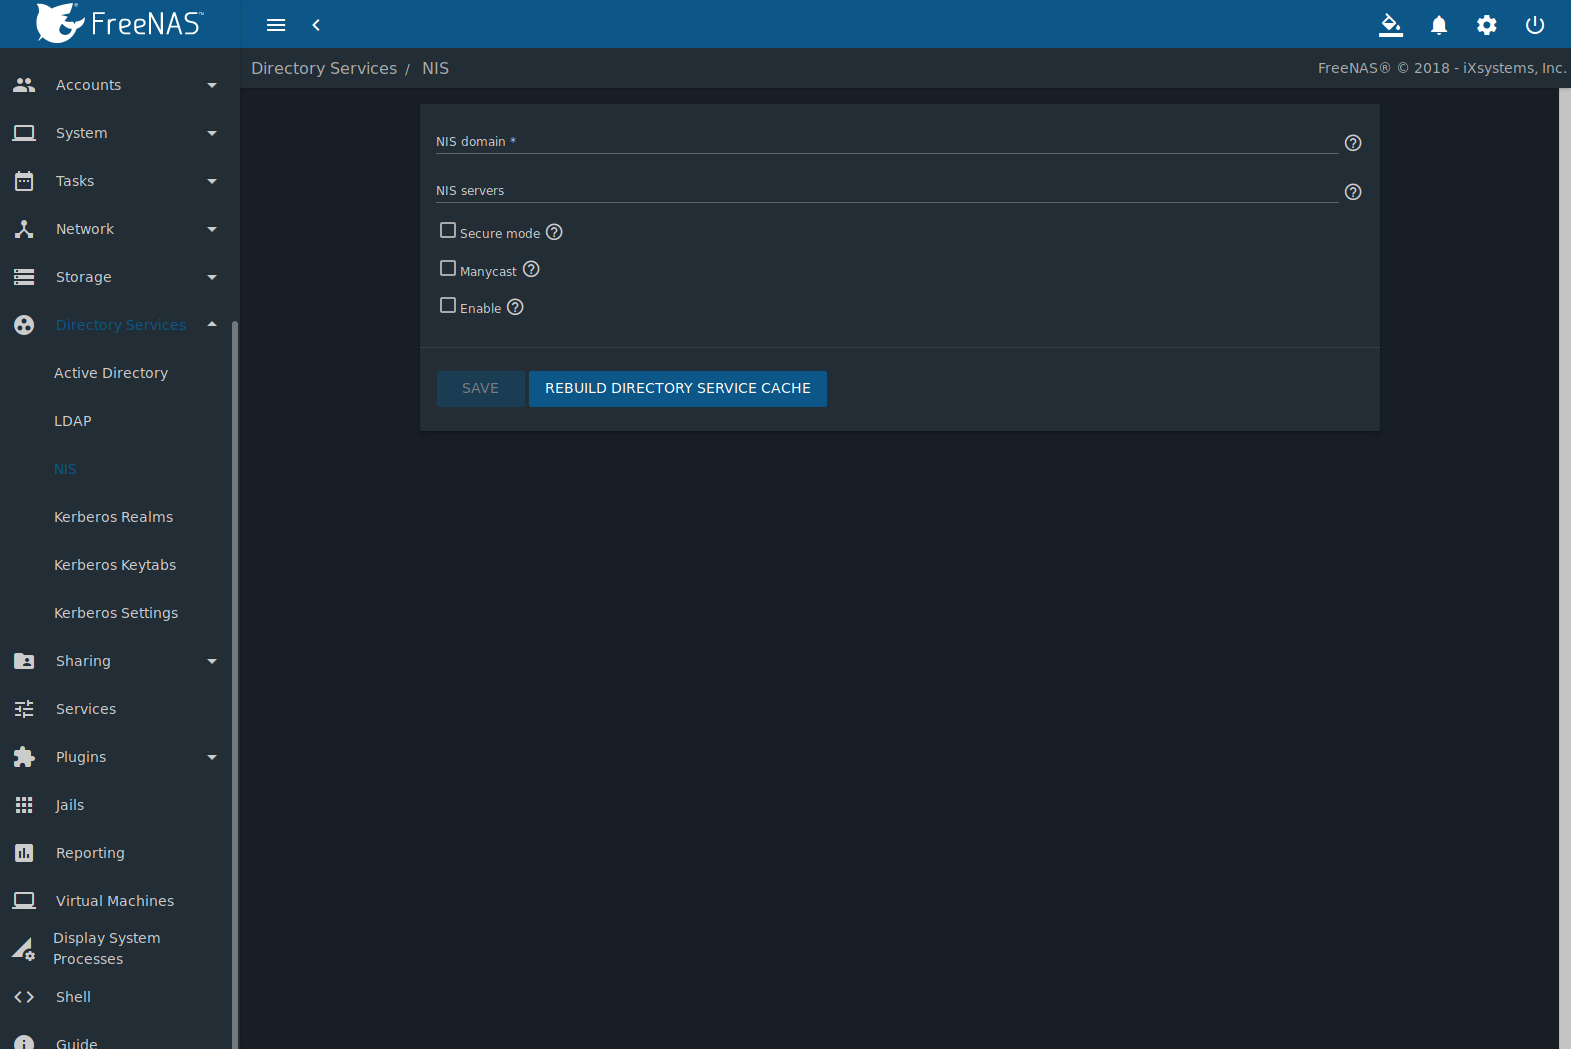 FreeNAS™
Directory Services / NIS
FreeNAS® © 2018 - iXsystems, Inc.
Accounts
System
Tasks
Network
Storage
Directory Services
Active Directory
LDAP
NIS
Kerberos Realms
Kerberos Keytabs
Kerberos Settings
Sharing
Services
Plugins
Jails
Reporting
Virtual Machines
Display System
Processes
Shell
Guide
NIS domain *
NIS servers
Secure mode
Manycast
Enable
SAVE
REBUILD DIRECTORY SERVICE CACHE